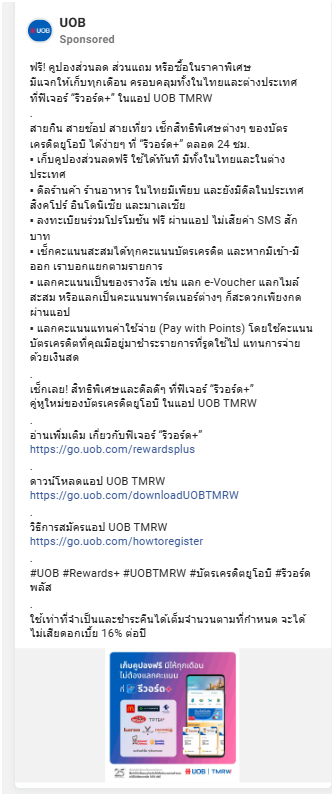 UOB
Sponsored
ฟรี! คูปองส่วนลด ส่วนแถม หรือซื้อในราคาพิเศษ
มีแจกให้เก็บทุกเดือน ครอบคลุมทั้งในไทยและต่างประเทศ
ที่ฟีเจอร์ “รีวอร์ด+” ในแอป UOB TMRW
.
สายกิน สายช้อป สายเที่ยว เช็กสิทธิพิเศษต่างๆ ของบัตร
เครดิตยูโอบี ได้ง่ายๆ ที่ “รีวอร์ด+” ตลอด 24 ชม.
▪ เก็บคูปองส่วนลดฟรี ใช้ได้ทันที มีทั้งในไทยและในต่าง
ประเทศ
▪ ดีลร้านค้า ร้านอาหาร ในไทยมีเพียบ และยังมีดีลในประเทศ
สิงคโปร์ อินโดนีเซีย และมาเลเซีย
▪ ลงทะเบียนร่วมโปรโมชัน ฟรี ผ่านแอป ไม่เสียค่า SMS สัก
บาท
▪ เช็กคะแนนสะสมได้ทุกคะแนนบัตรเครดิต และหากมีเข้า-มี
ออก เราบอกแยกตามรายการ
▪ แลกคะแนนเป็นของรางวัล เช่น แลก e-Voucher แลกไมล์
สะสม หรือแลกเป็นคะแนนพาร์ตเนอร์ต่างๆ ก็สะดวกเพียงกด
ผ่านแอป
▪ แลกคะแนนแทนค่าใช้จ่าย (Pay with Points) โดยใช้คะแนน
บัตรเครดิตที่คุณมีอยู่มาชำระรายการที่รูดใช้ไป แทนการจ่าย
ด้วยเงินสด
.
เช็กเลย! สิทธิพิเศษและดีลดีๆ ที่ฟีเจอร์ “รีวอร์ด+”
คู่หูใหม่ของบัตรเครดิตยูโอบี ในแอป UOB TMRW
.
อ่านเพิ่มเติม เกี่ยวกับฟีเจอร์ “รีวอร์ด+”
https://go.uob.com/rewardsplus
.
ดาวน์โหลดแอป UOB TMRW
https://go.uob.com/downloadUOBTMRW
.
วิธีการสมัครแอป UOB TMRW
https://go.uob.com/howtoregister
.
#UOB #Rewards+ #UOBTMRW #บัตรเครดิตยูโอบี #รีวอร์ด
พลัส
.
ใช้เท่าที่จำเป็นและชำระคืนได้เต็มจำนวนตามที่กำหนด จะได้
ไม่เสียดอกเบี้ย 16% ต่อปี
เก็บคูปองฟรี มีให้ทุกเดือน
ไม่ต้องแลกคะแนน
ที่ รีวอร์ด+
UOB TMRW